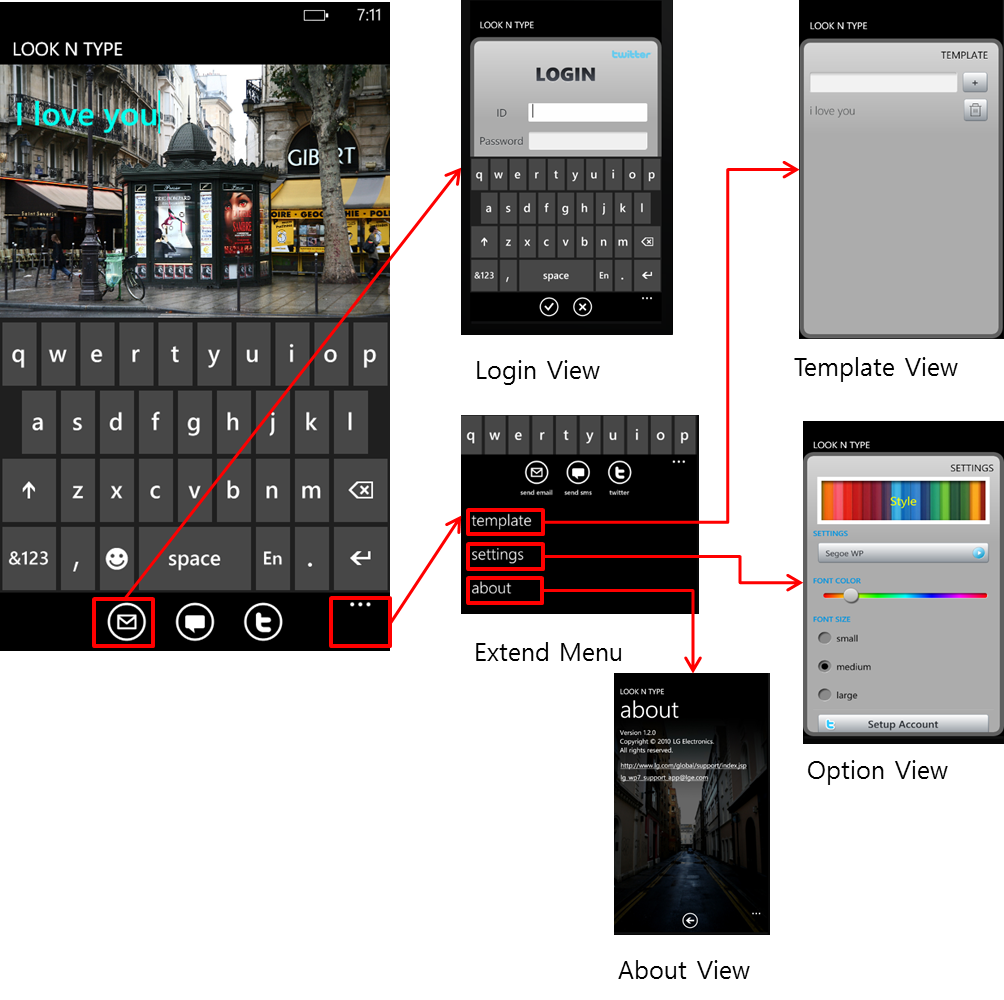 7:11
LOOK N TYPE
I love you
GIBERT
OIRE - GEOGRAPHIE - POLI
q w e r t y u i o p
a s d f g h j k l
z x c v b n m
&123 , space En .
LOOK N TYPE
twitter
LOGIN
ID
Password
q w e r t y u i o p
a s d f g h j k l
z x c v b n m
&123 , space En .
Login View
LOOK N TYPE
TEMPLATE
+
i love you
Template View
q w e r t y u i o p
send email send sms twitter
template
settings
about
Extend Menu
LOOK N TYPE
SETTINGS
Style
SETTINGS
Segoe WP
FONT COLOR
FONT SIZE
small
medium
large
Setup Account
Option View
LOOK N TYPE
about
Version 1.2.0
Copyright © 2010 LG Electronics.
All rights reserved.
http://www.lg.com/global/support/index.jsp
lg_wp7_support_app@lge.com
About View